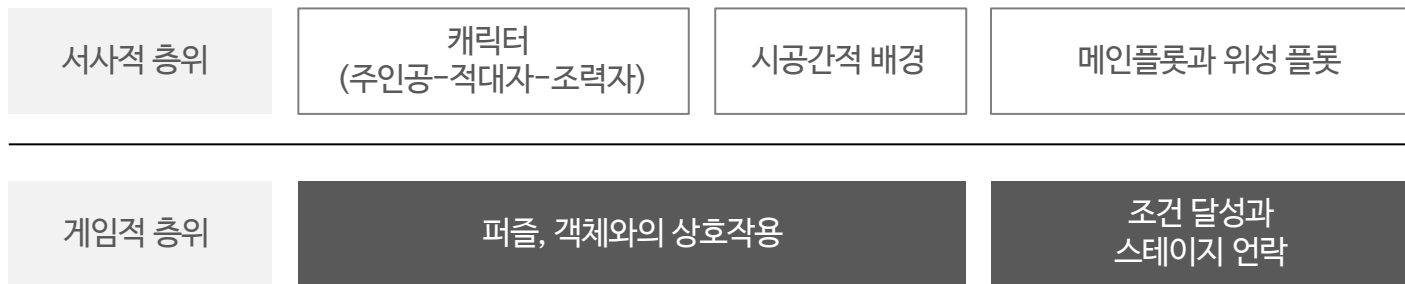 서사적 층위
캐릭터
(주인공-적대자-조력자)
시공간적 배경
메인플롯과 위성 플롯
게임적 층위
퍼즐, 객체와의 상호작용
조건 달성과
스테이지 언락